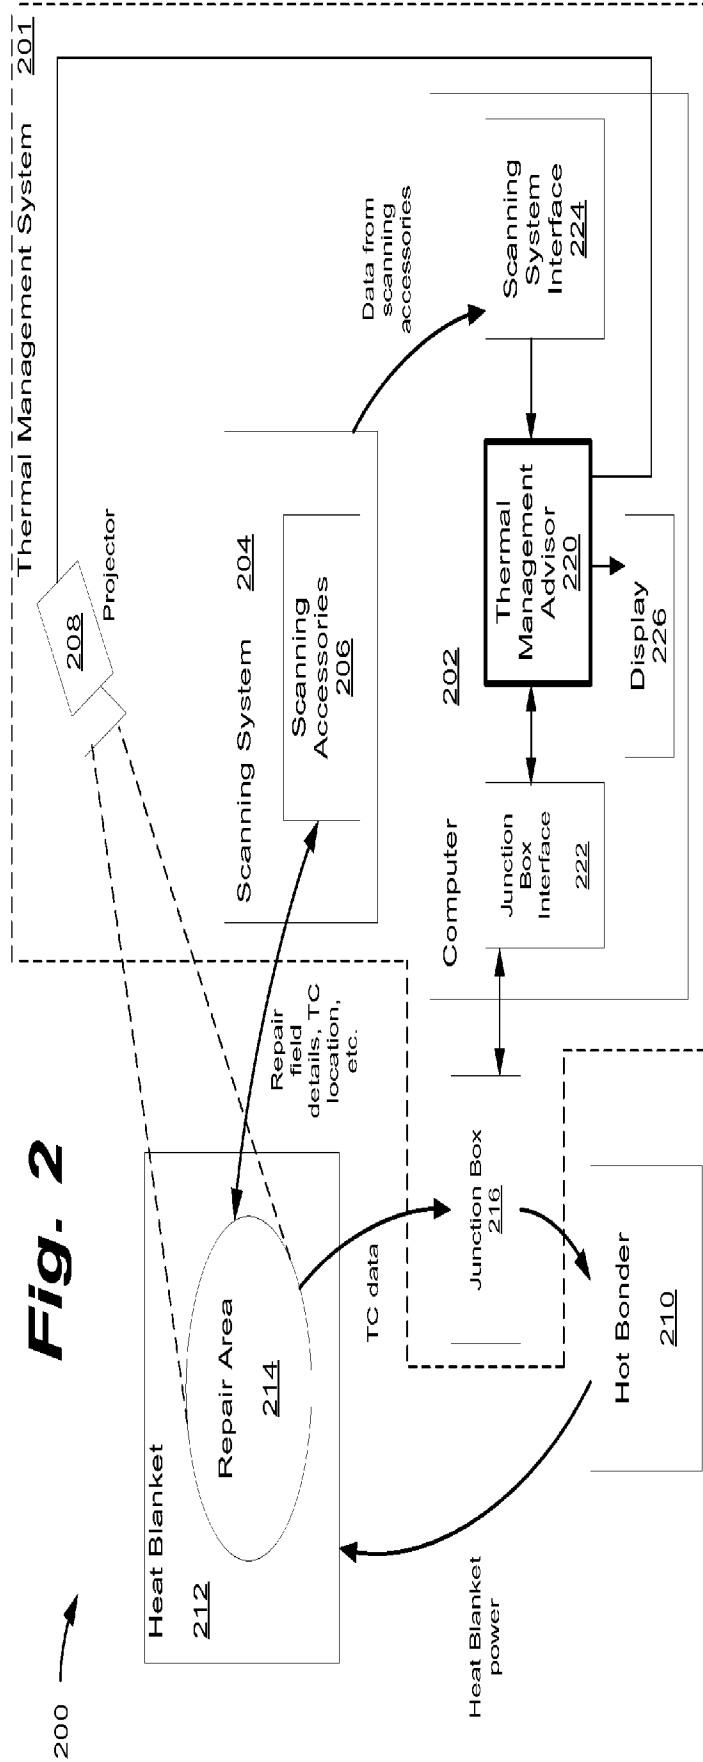 Fig. 2
200
Thermal Management System
201
208
Projector
Heat Blanket
212
Repair Area
214
Repair
field
details, TC
location,
etc.
Scanning System
204
Scanning
Accessories
206
Data from
scanning
accessories
TC data
Junction Box
216
Computer
202
Junction
Box
Interface
222
Thermal
Management
Advisor
220
Scanning
System
Interface
224
Display
226
Heat Blanket
power
Hot Bonder
210